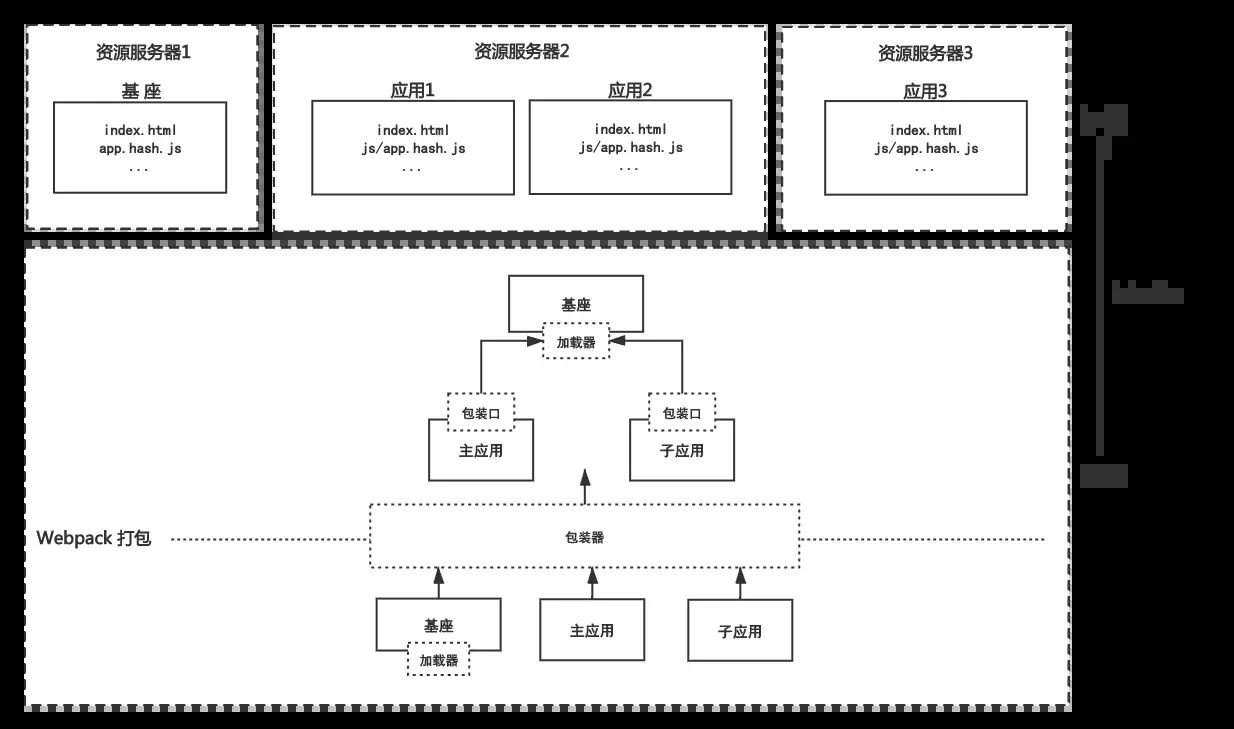 资源服务器1
资源服务器2
资源服务器3
基 座
应用1
应用2
应用3
index.html
app.hash.js
...
index.html
js/app.hash.js
...
index.html
js/app.hash.js
...
index.html
js/app.hash.js
...
基座
加载器
包装口
包装口
主应用
子应用
Webpack 打包
包装器
基座
加载器
主应用
子应用